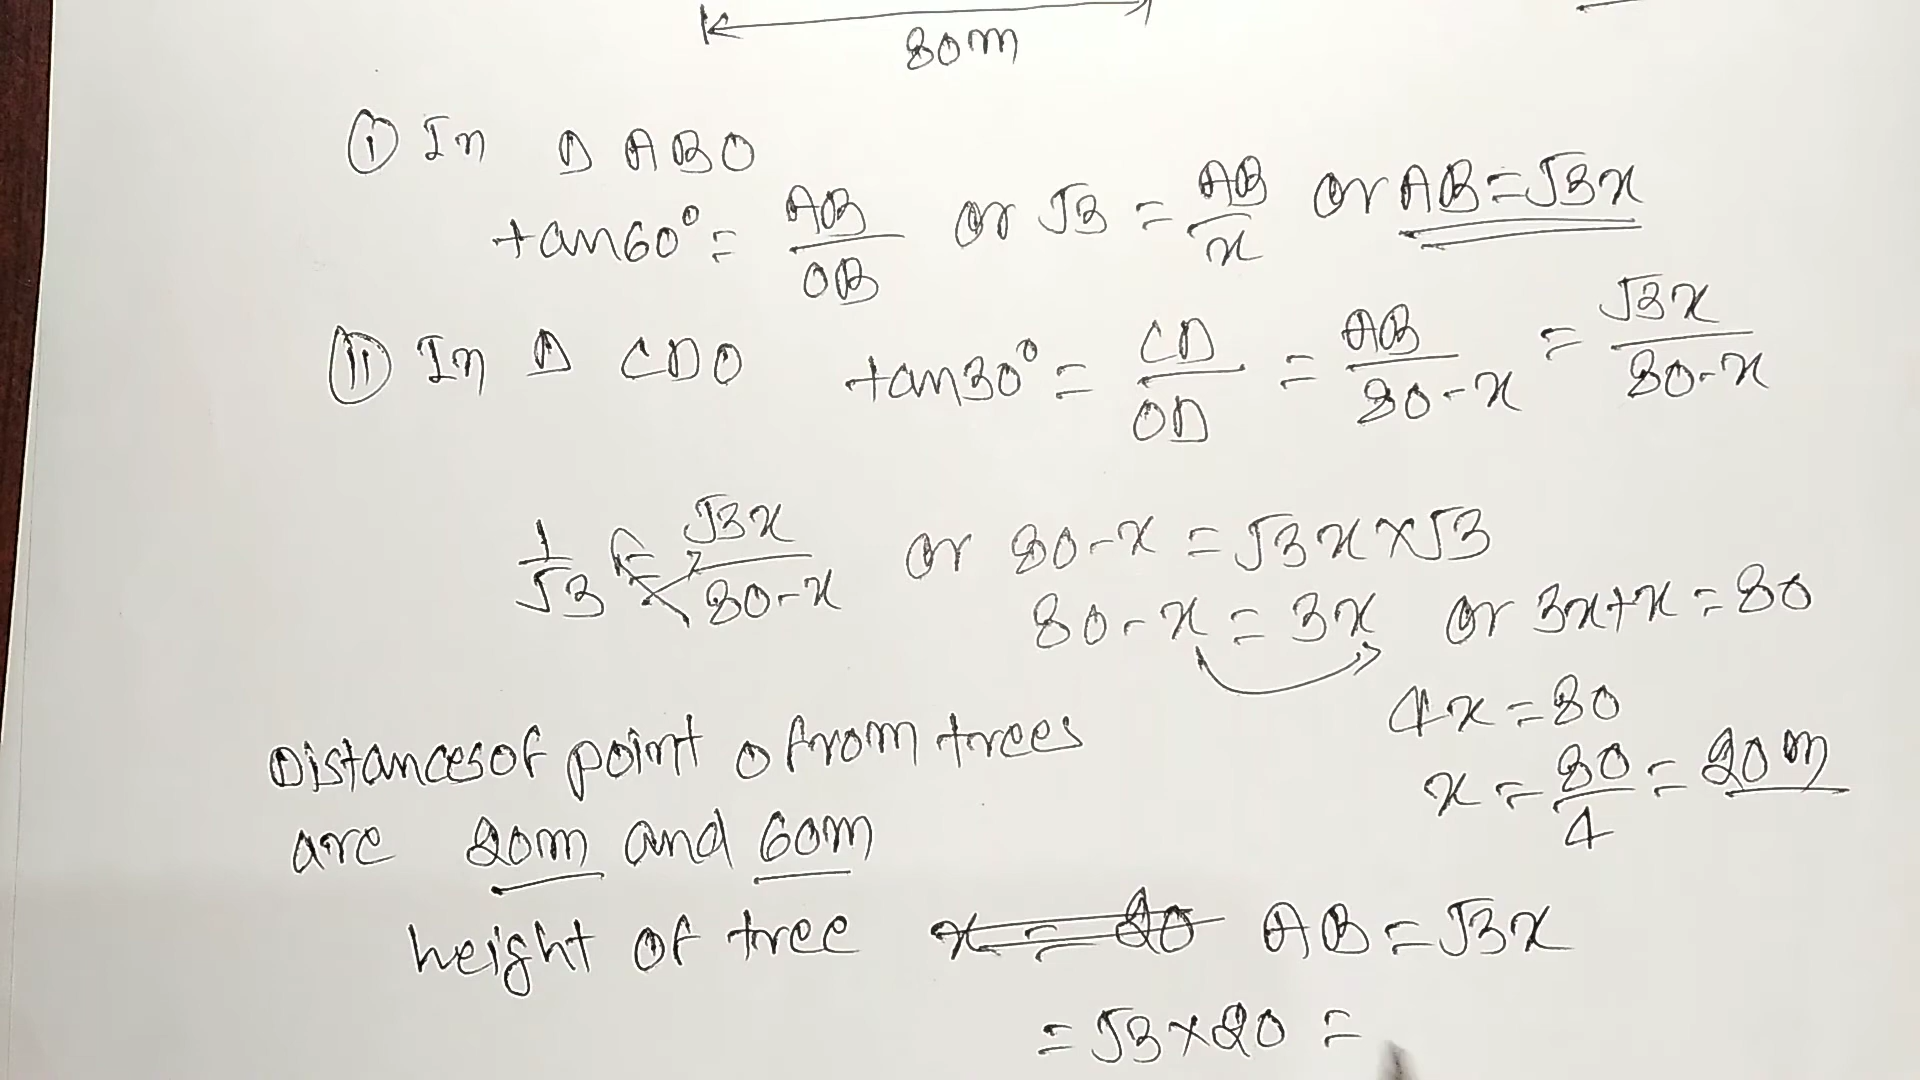 80m
(i) In Δ ABO
tan60° = AB/OB or √3 = AB/x or AB = √3x
(ii) In Δ CDO tan30° = CD/OD = AB/80-x = √3x/80-x
1/√3 = √3x/80-x or 80-x = √3x×√3
80-x = 3x or 3x+x = 80
4x = 80
x = 80/4 = 20m
Distances of point o from trees
are 20m and 60m
height of tree x = 20 AB = √3x
= √3×20 =